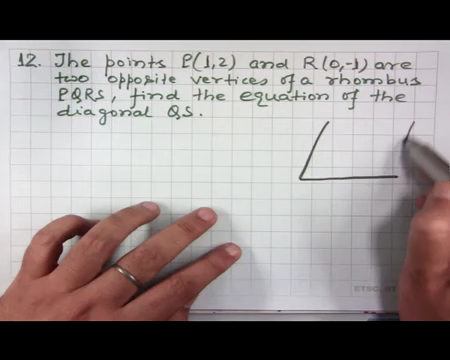 12. The points P(1,2) and R(0,-1) are
two opposite vertices of a rhombus
PQRS, find the equation of the
diagonal QS.